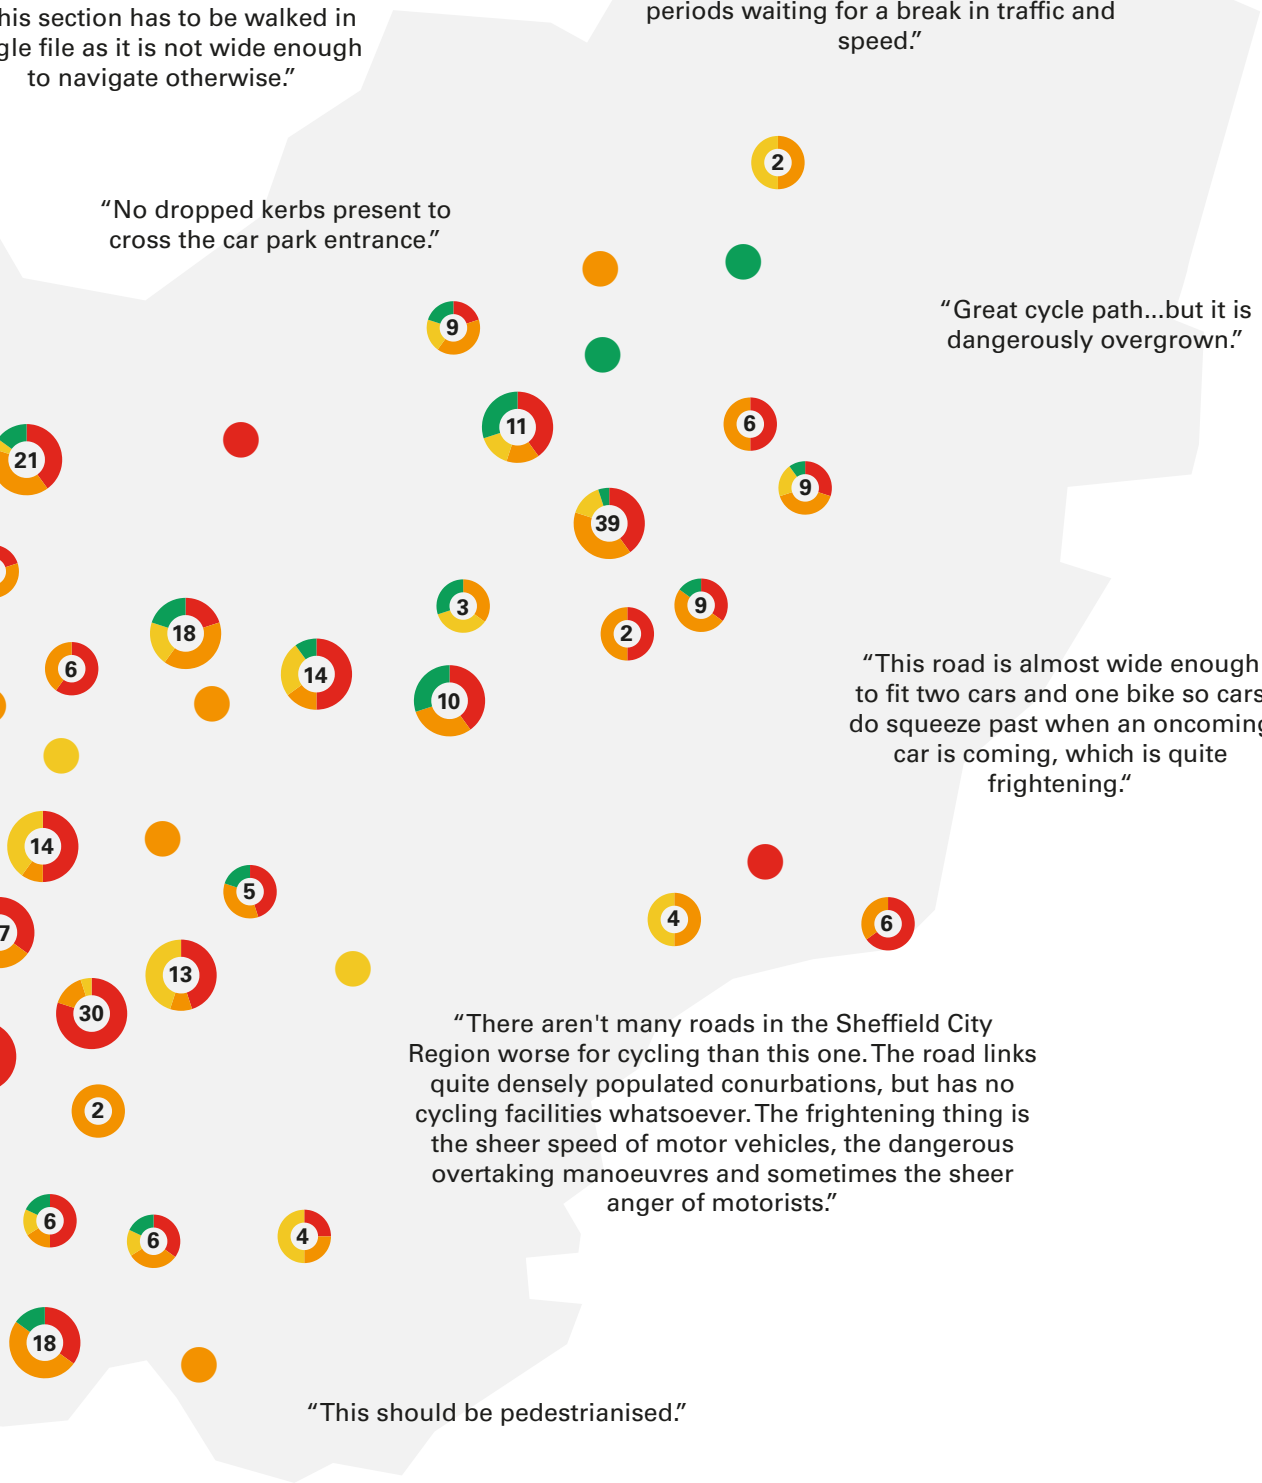 his section has to be walked in
gle file as it is not wide enough
to navigate otherwise.”
periods waiting for a break in traffic and
speed.”
2
“No dropped kerbs present to
cross the car park entrance.”
“Great cycle path...but it is
dangerously overgrown.”
9
11
6
21
9
39
3
9
18
2
6
14
10
“This road is almost wide enough
to fit two cars and one bike so cars
do squeeze past when an oncoming
car is coming, which is quite
frightening.“
14
5
4
6
7
13
30
“There aren't many roads in the Sheffield City
Region worse for cycling than this one. The road links
quite densely populated conurbations, but has no
cycling facilities whatsoever. The frightening thing is
the sheer speed of motor vehicles, the dangerous
overtaking manoeuvres and sometimes the sheer
anger of motorists.”
2
6
6
4
18
“This should be pedestrianised.”